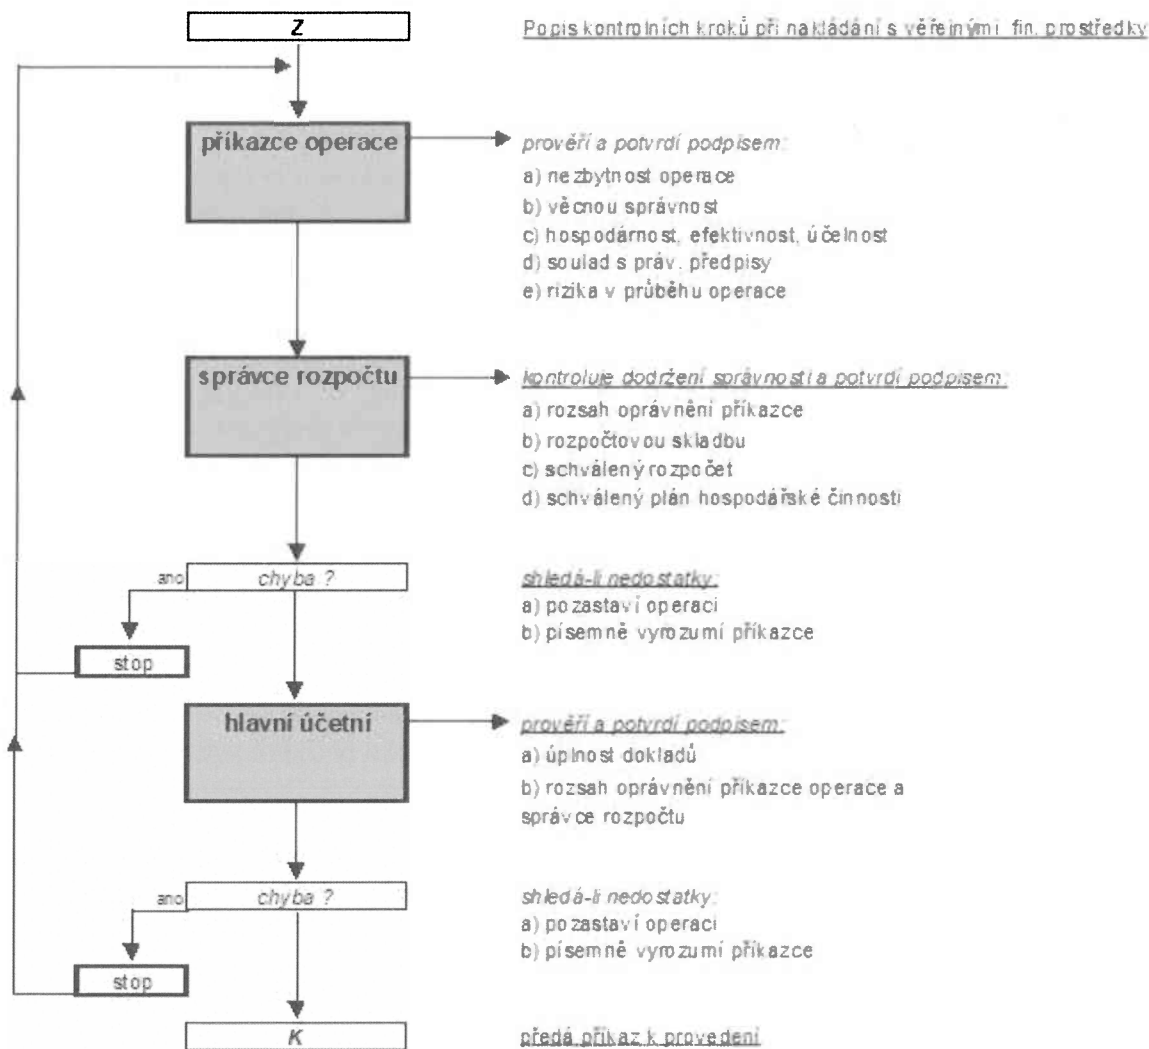 Z
Popis kontrolních kroků při nakládání s veřejnými fin. prostředky
příkazce operace
prověří a potvrdí podpisem:
a) nezbytnost operace
b) věcnou správnost
c) hospodárnost, efektivnost, účelnost
d) soulad s práv. předpisy
e) rizika v průběhu operace
správce rozpočtu
kontroluje dodržení správnosti a potvrdí podpisem:
a) rozsah oprávnění příkazce
b) rozpočtovou skladbu
c) schválený rozpočet
d) schválený plán hospodářské činnosti
ano
chyba ?
shledá-li nedostatky:
a) pozastaví operaci
b) písemně vyrozumí příkazce
stop
hlavní účetní
prověří a potvrdí podpisem:
a) úplnost dokladů
b) rozsah oprávnění příkazce operace a
správce rozpočtu
ano
chyba ?
shledá-li nedostatky:
a) pozastaví operaci
b) písemně vyrozumí příkazce
stop
K
předá příkaz k provedení